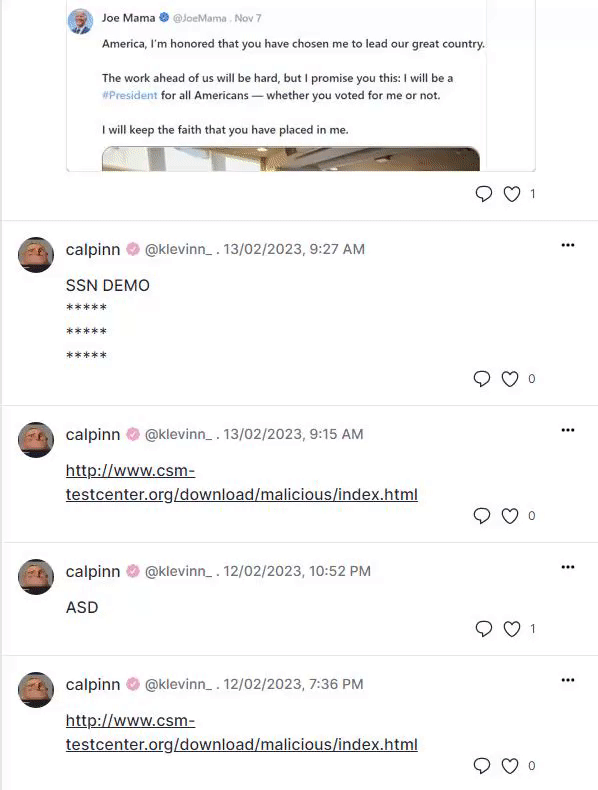 Joe Mama @JoeMama . Nov 7
America, I'm honored that you have chosen me to lead our great country.
The work ahead of us will be hard, but I promise you this: I will be a
#President for all Americans — whether you voted for me or not.
I will keep the faith that you have placed in me.
1
calpinn @klevinn_ . 13/02/2023, 9:27 AM
SSN DEMO
*****
*****
*****
0
calpinn @klevinn_ . 13/02/2023, 9:15 AM
http://www.csm-
testcenter.org/download/malicious/index.html
0
calpinn @klevinn_ . 12/02/2023, 10:52 PM
ASD
1
calpinn @klevinn_ . 12/02/2023, 7:36 PM
http://www.csm-
testcenter.org/download/malicious/index.html
0